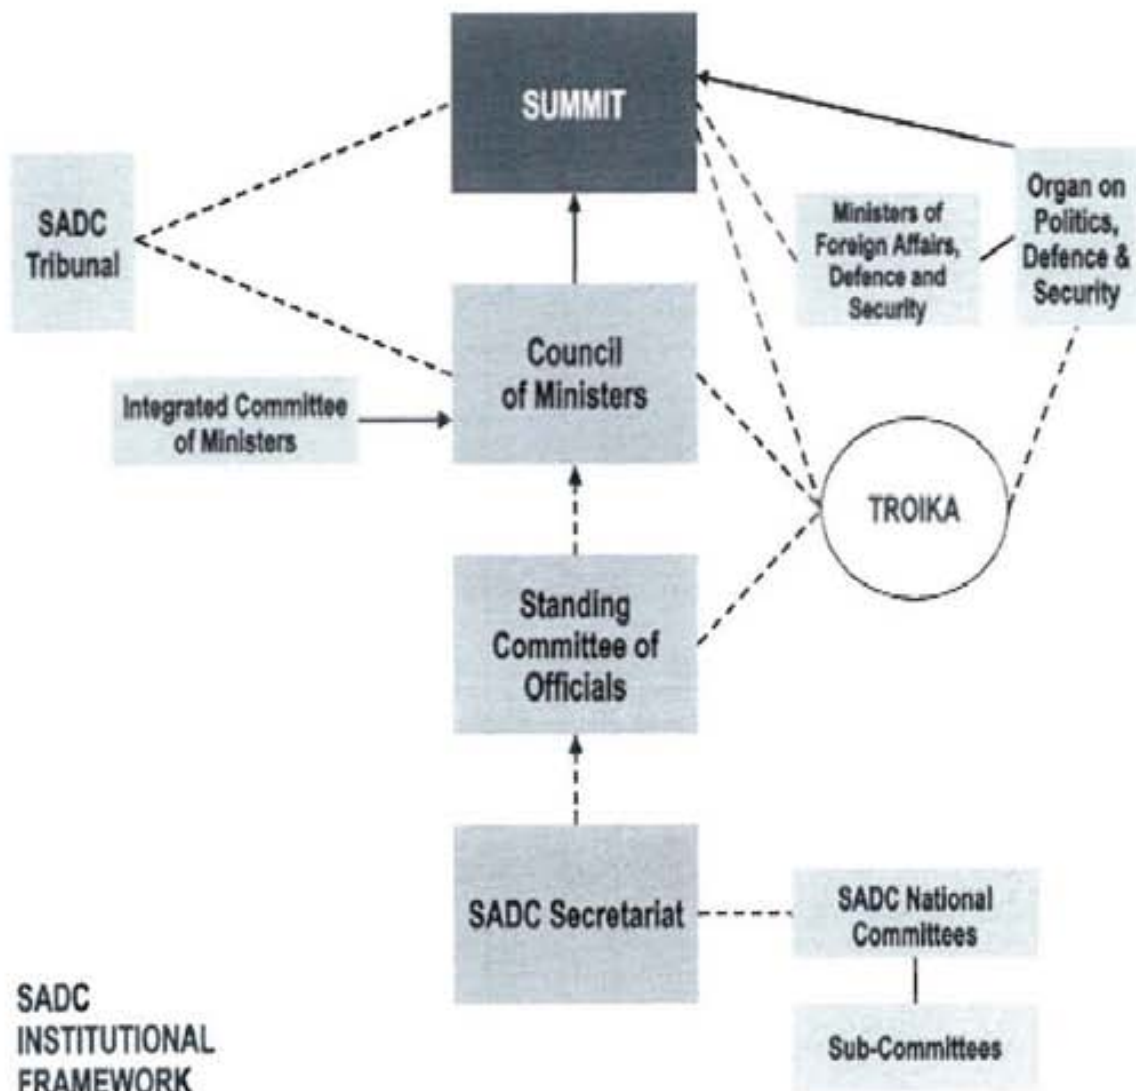 SUMMIT
SADC
Tribunal
Ministers of
Foreign Affairs,
Defence and
Security
Organ on
Politics,
Defence &
Security
Council
of Ministers
Integrated Committee
of Ministers
TROIKA
Standing
Committee of
Officials
SADC Secretariat
SADC National
Committees
Sub-Committees
SADC
INSTITUTIONAL
FRAMEWORK